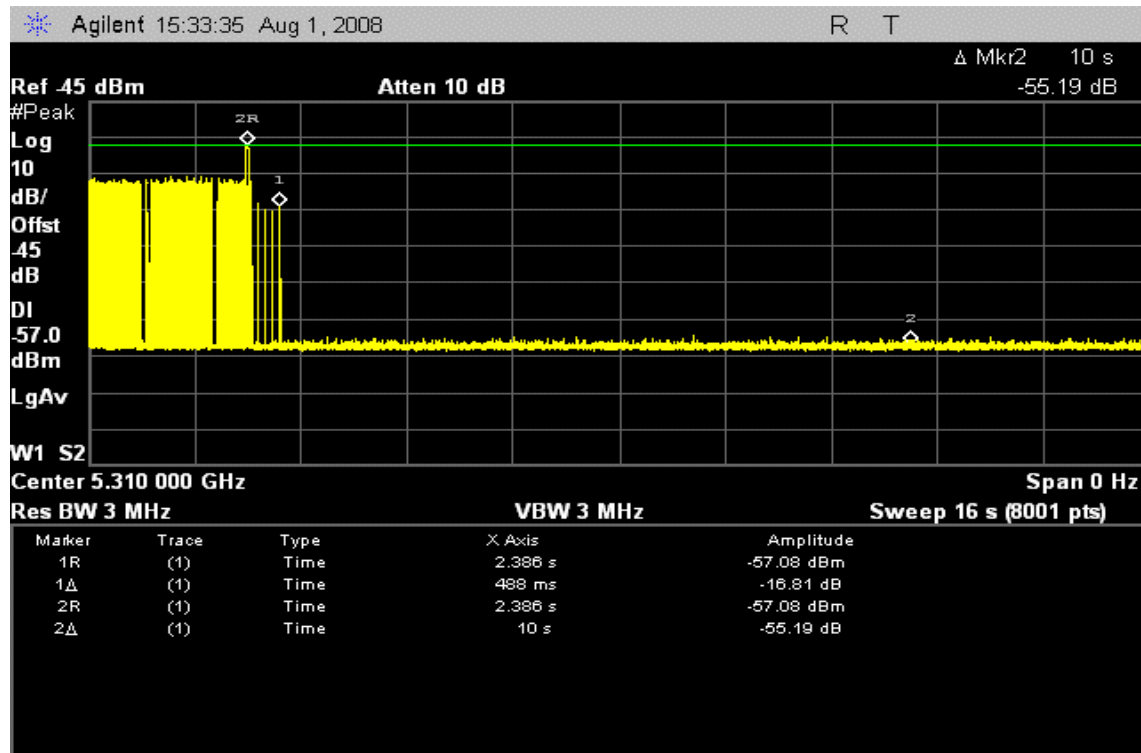 Agilent 15:33:35 Aug 1, 2008 R T
Δ Mkr2 10 s
Ref -45 dBm Atten 10 dB -55.19 dB
#Peak
Log
10
dB/
Offst
-45
dB
DI
-57.0
dBm
LgAv
W1 S2
2R
1
2
Center 5.310 000 GHz Span 0 Hz
Res BW 3 MHz VBW 3 MHz Sweep 16 s (8001 pts)
Marker Trace Type X Axis Amplitude
1R (1) Time 2.386 s -57.08 dBm
1Δ (1) Time 488 ms -16.81 dB
2R (1) Time 2.386 s -57.08 dBm
2Δ (1) Time 10 s -55.19 dB